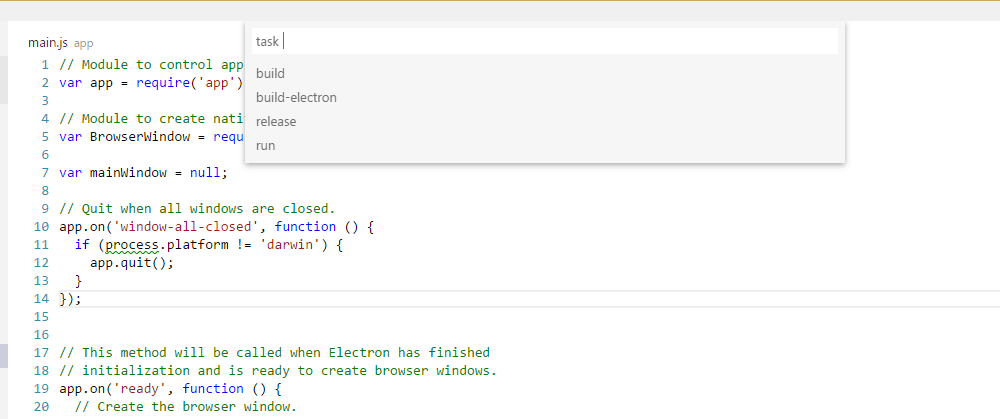 main.js app
task
build
build-electron
release
run
1 // Module to control app
2 var app = require('app')
3
4 // Module to create nati
5 var BrowserWindow = requ
6
7 var mainWindow = null;
8
9 // Quit when all windows are closed.
10 app.on('window-all-closed', function () {
11 if (process.platform != 'darwin') {
12 app.quit();
13 }
14 });
15
16
17 // This method will be called when Electron has finished
18 // initialization and is ready to create browser windows.
19 app.on('ready', function () {
20 // Create the browser window.